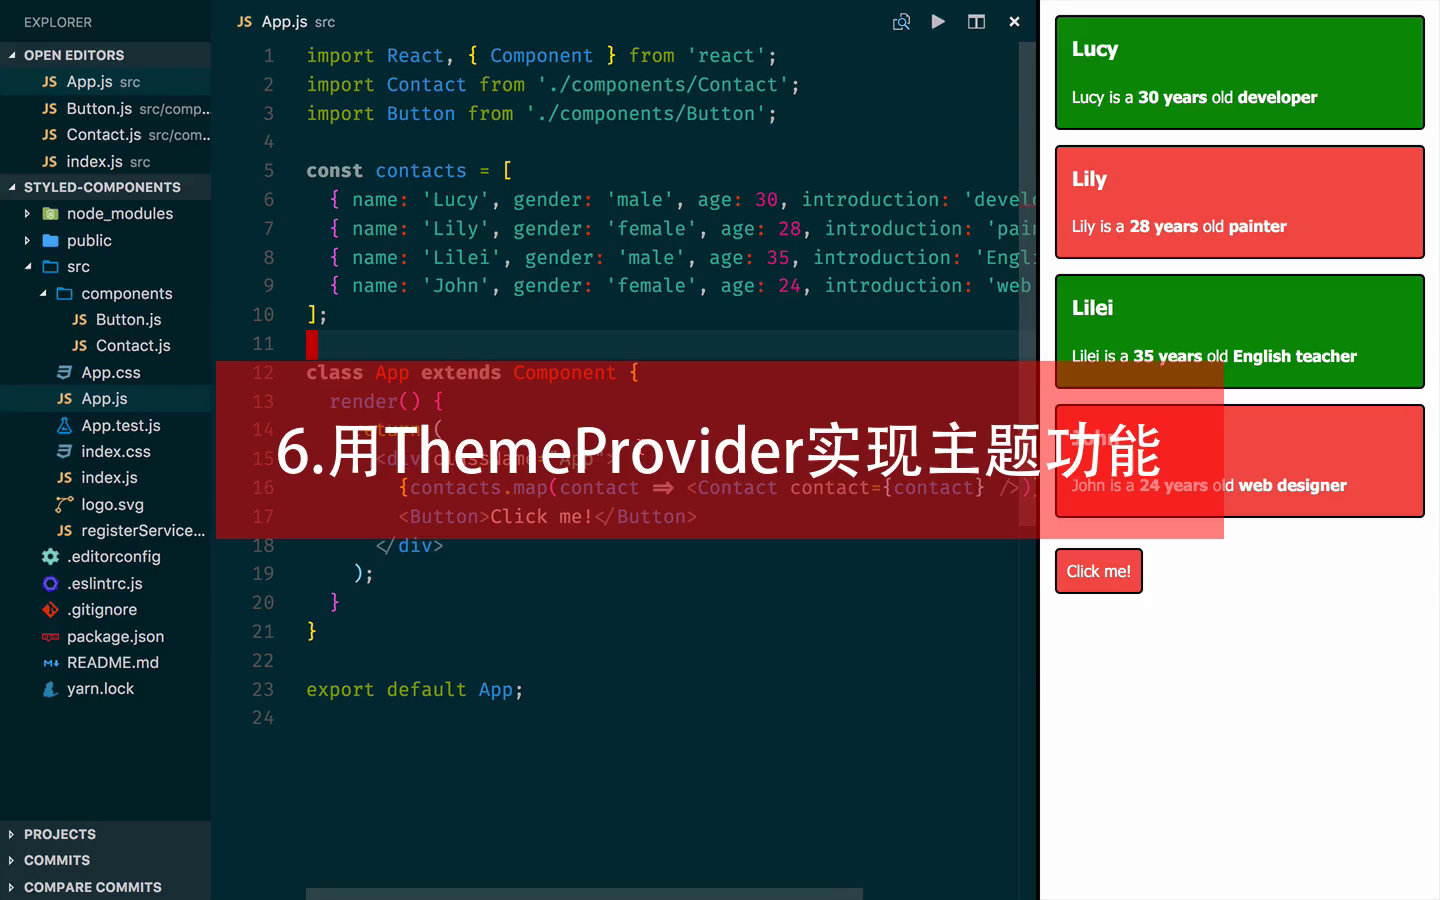 EXPLORER
OPEN EDITORS
JS App.js src
JS Button.js src/comp...
JS Contact.js src/com...
JS index.js src
STYLED-COMPONENTS
node_modules
public
src
components
JS Button.js
JS Contact.js
App.css
JS App.js
App.test.js
index.css
JS index.js
logo.svg
JS registerService...
.editorconfig
.eslintrc.js
.gitignore
package.json
README.md
yarn.lock
PROJECTS
COMMITS
COMPARE COMMITS
JS App.js src
1 import React, { Component } from 'react';
2 import Contact from './components/Contact';
3 import Button from './components/Button';
4
5 const contacts = [
6 { name: 'Lucy', gender: 'male', age: 30, introduction: 'develo
7 { name: 'Lily', gender: 'female', age: 28, introduction: 'pain
8 { name: 'Lilei', gender: 'male', age: 35, introduction: 'Engli
9 { name: 'John', gender: 'female', age: 24, introduction: 'web
10 ];
11
12 class App extends Component {
13 render() {
14 return (
15 <div className="App">
16 {contacts.map(contact => <Contact contact={contact} />)}
17 <Button>Click me!</Button>
18 </div>
19 );
20 }
21 }
22
23 export default App;
24
6.用ThemeProvider实现主题功能
Lucy
Lucy is a 30 years old developer
Lily
Lily is a 28 years old painter
Lilei
Lilei is a 35 years old English teacher
John
John is a 24 years old web designer
Click me!